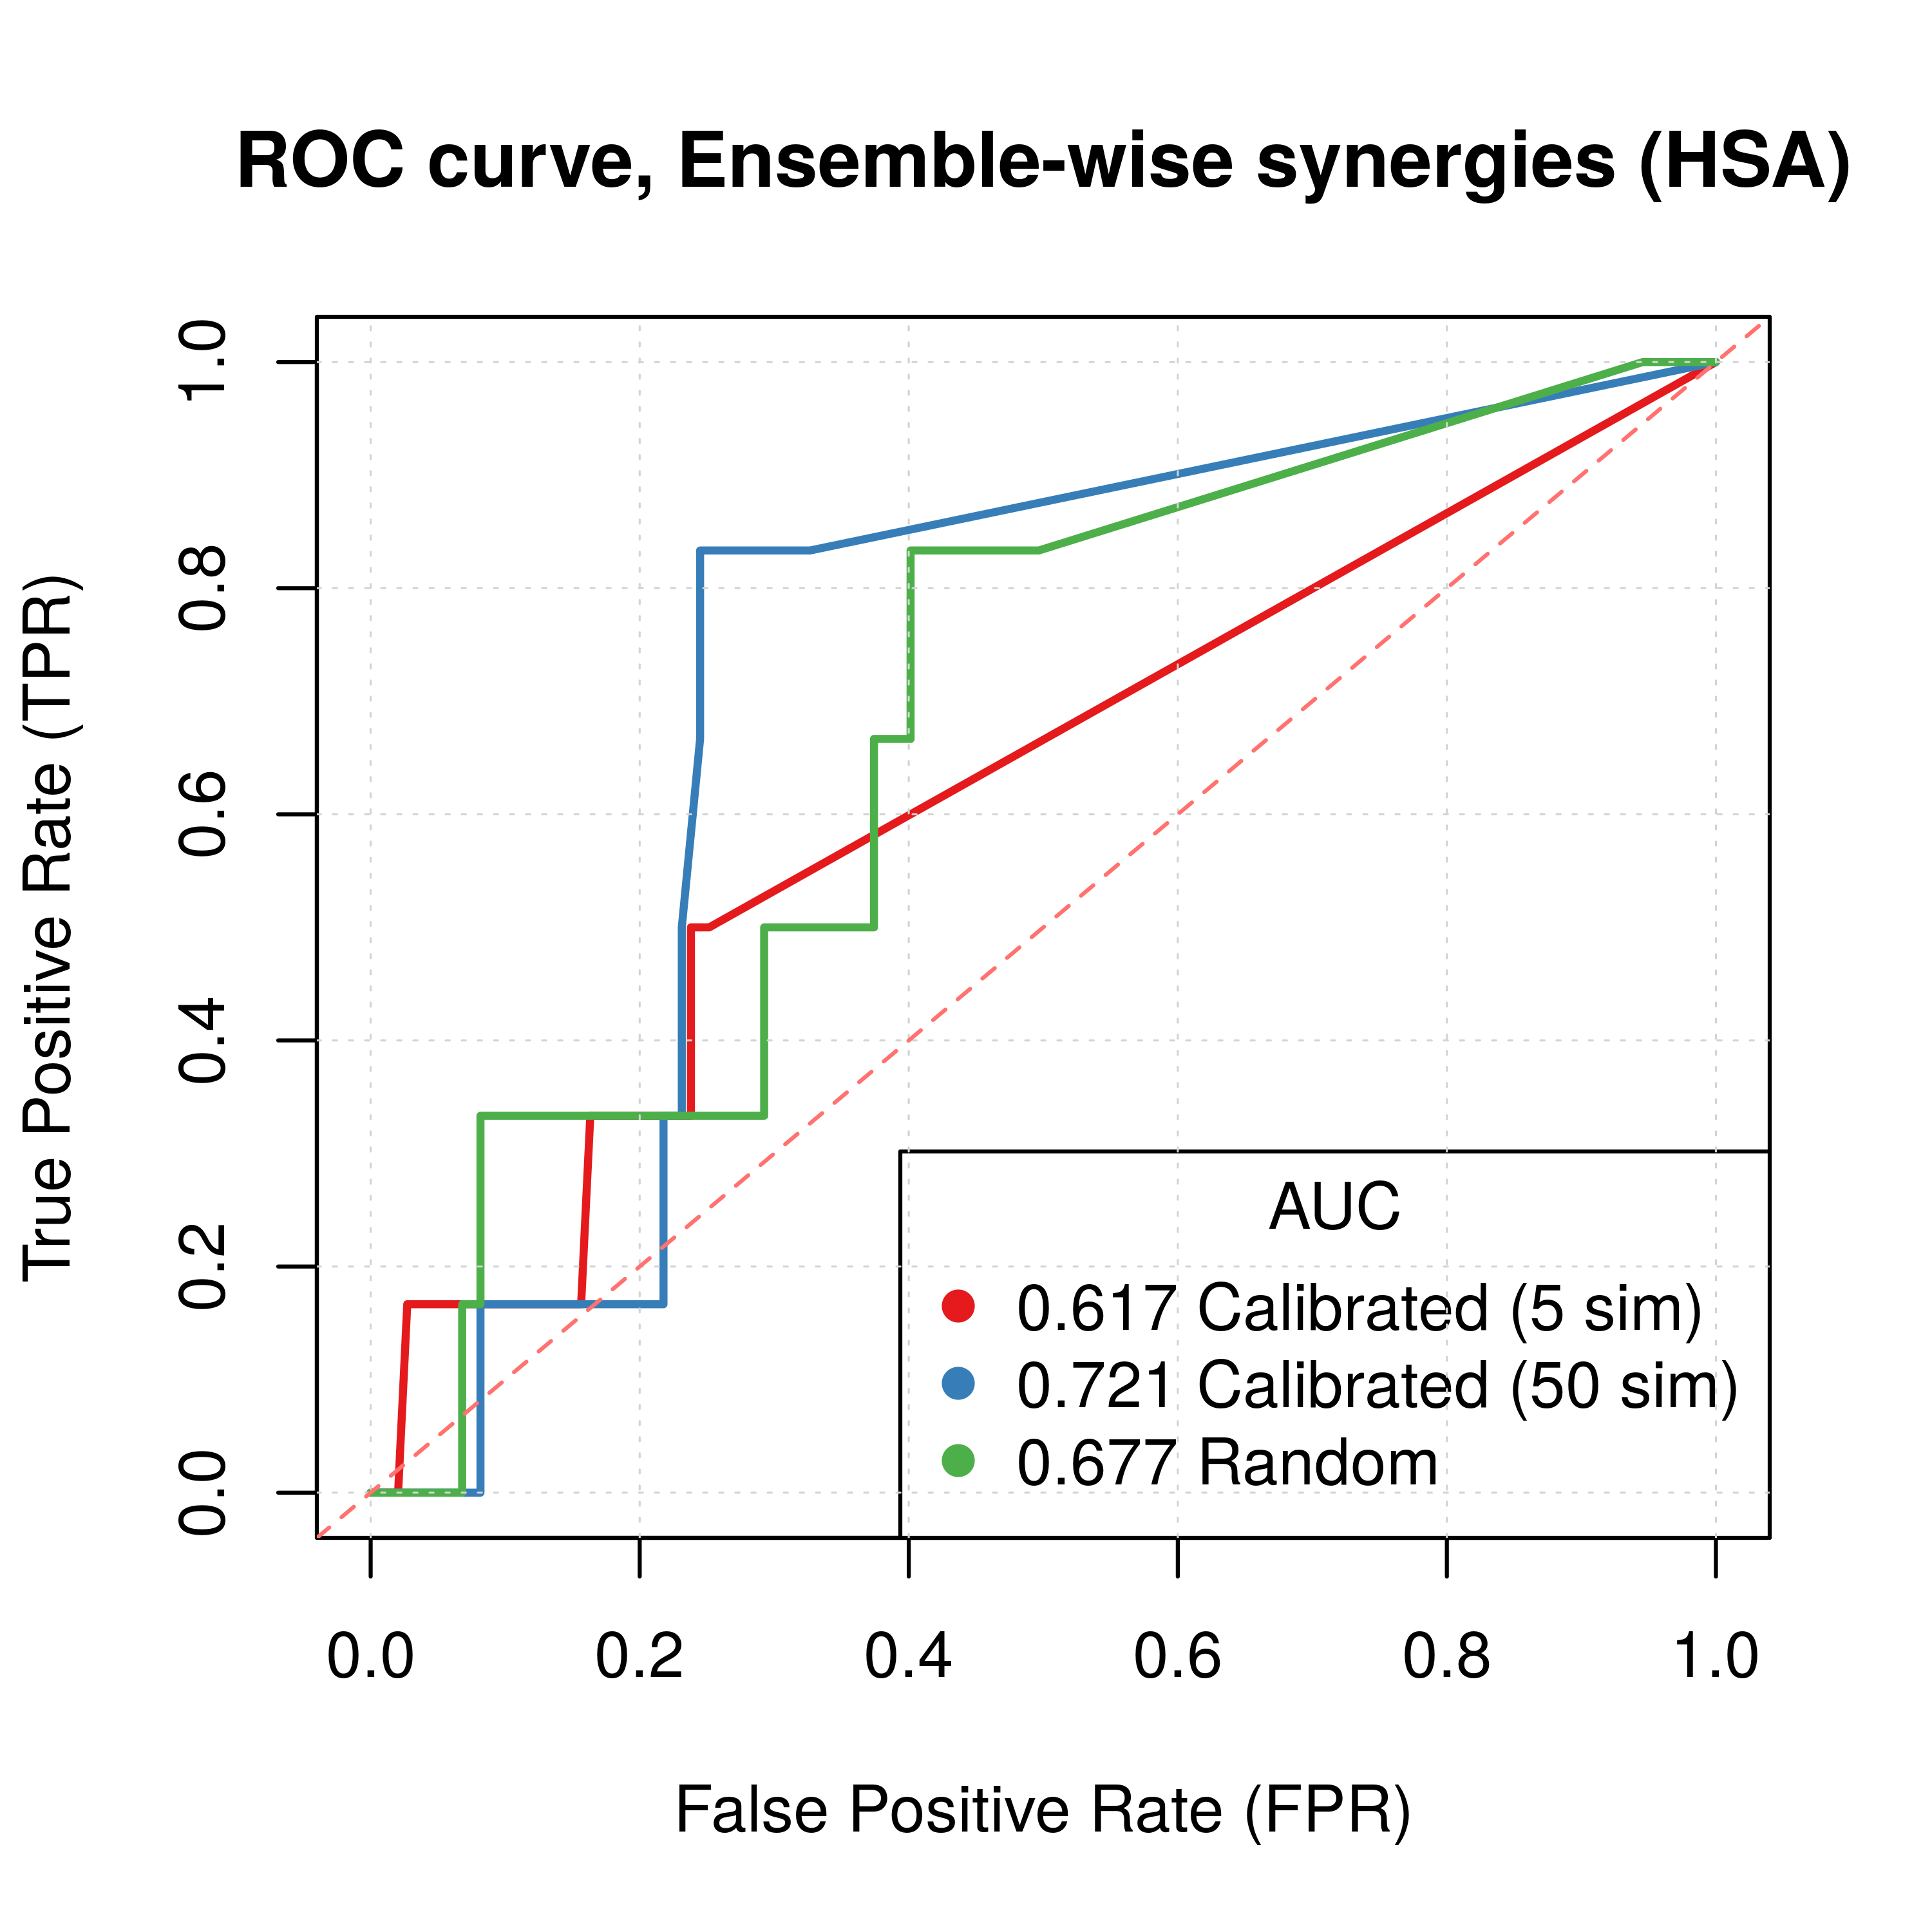 ROC curve, Ensemble-wise synergies (HSA)
True Positive Rate (TPR)
1.0
0.8
0.6
0.4
0.2
0.0
AUC
0.617 Calibrated (5 sim)
0.721 Calibrated (50 sim)
0.677 Random
0.0 0.2 0.4 0.6 0.8 1.0
False Positive Rate (FPR)